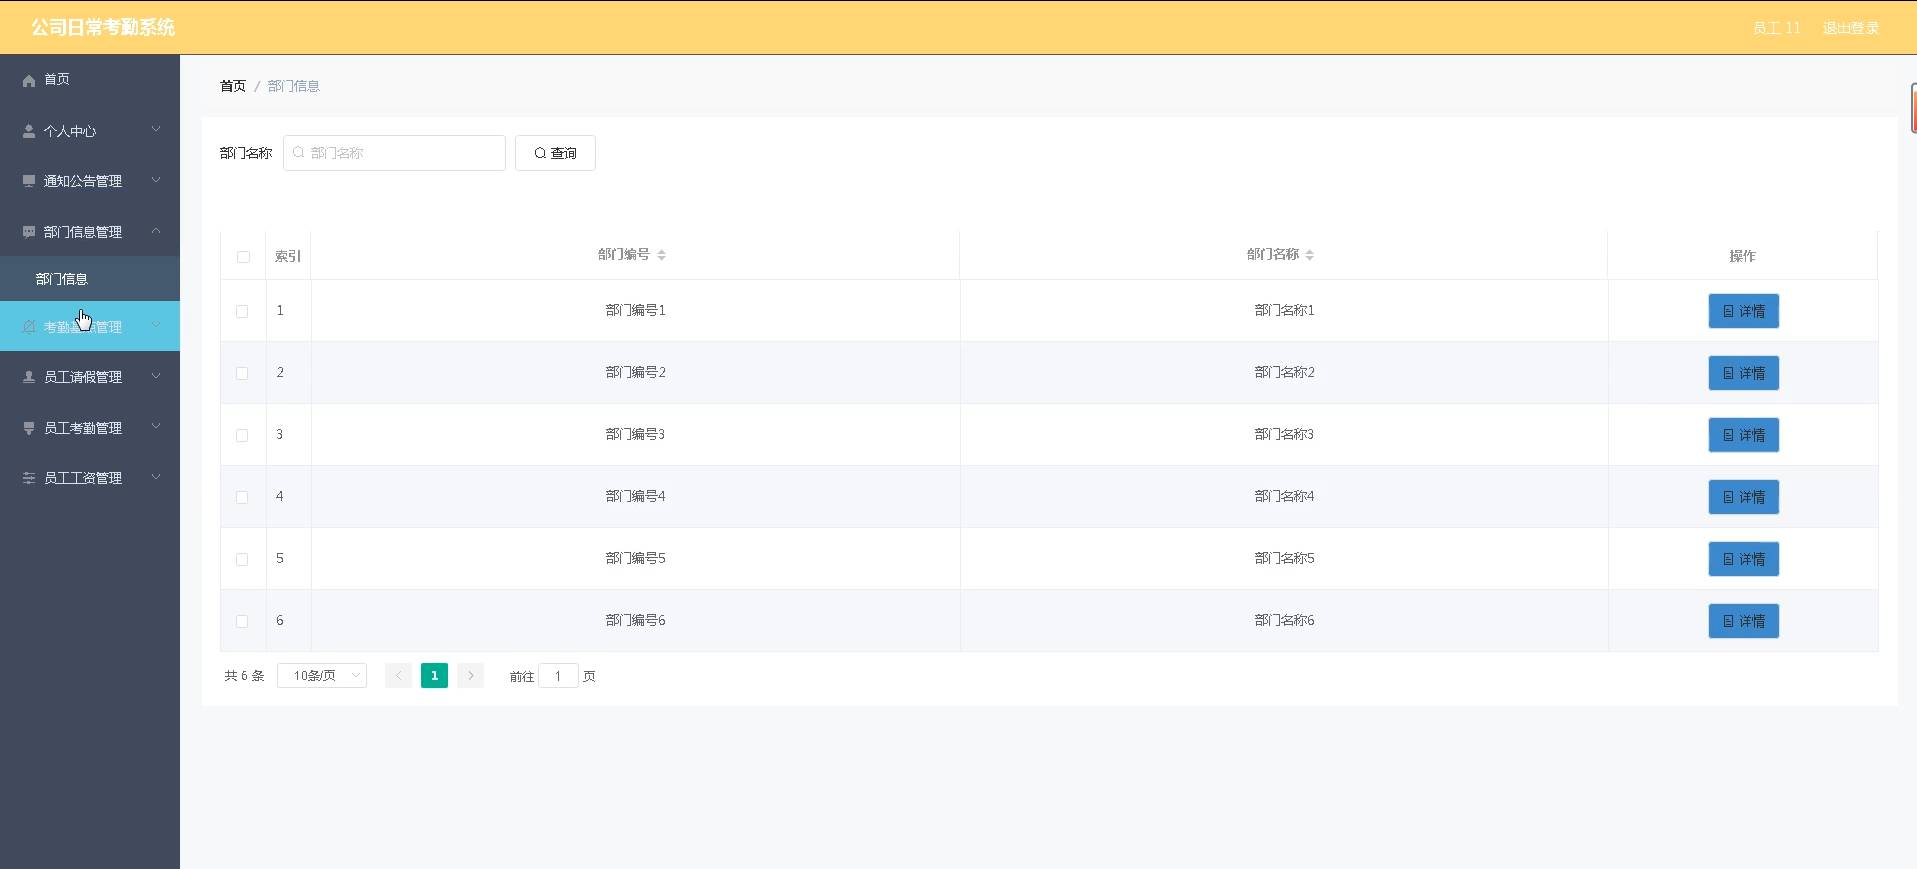 公司日常考勤系统
员工 11 退出登录
首页
个人中心
通知公告管理
部门信息管理
部门信息
考勤管理
员工请假管理
员工考勤管理
员工工资管理
首页 / 部门信息
部门名称 部门名称 查询
索引 部门编号 部门名称 操作
1 部门编号1 部门名称1 详情
2 部门编号2 部门名称2 详情
3 部门编号3 部门名称3 详情
4 部门编号4 部门名称4 详情
5 部门编号5 部门名称5 详情
6 部门编号6 部门名称6 详情
共 6 条 10条/页 1 前往 1 页